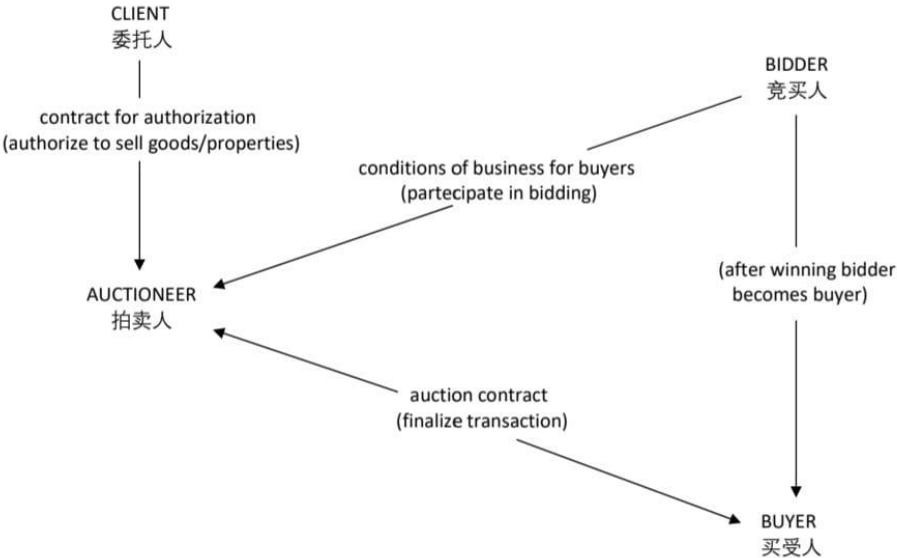 CLIENT
委托人
BIDDER
竞买人
contract for authorization
(authorize to sell goods/properties)
conditions of business for buyers
(partecipate in bidding)
AUCTIONEER
拍卖人
(after winning bidder
becomes buyer)
auction contract
(finalize transaction)
BUYER
买受人